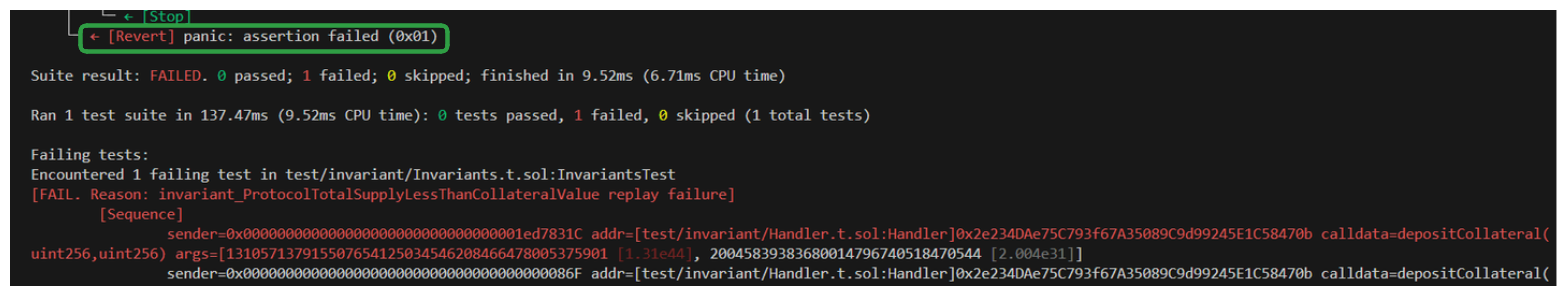 ← [Stop]
← [Revert] panic: assertion failed (0x01)
Suite result: FAILED. 0 passed; 1 failed; 0 skipped; finished in 9.52ms (6.71ms CPU time)
Ran 1 test suite in 137.47ms (9.52ms CPU time): 0 tests passed, 1 failed, 0 skipped (1 total tests)
Failing tests:
Encountered 1 failing test in test/invariant/Invariants.t.sol:InvariantsTest
[FAIL. Reason: invariant_ProtocolTotalSupplyLessThanCollateralValue replay failure]
[Sequence]
sender=0x0000000000000000000000000000000001ed7831C addr=[test/invariant/Handler.t.sol:Handler]0x2e234DAe75C793f67A35089C9d99245E1C58470b calldata=depositCollateral(
uint256,uint256) args=[131057137915507654125034546208466478005375901 [1.31e44], 20045839383680014796740518470544 [2.004e31]]
sender=0x000000000000000000000000000000000000086F addr=[test/invariant/Handler.t.sol:Handler]0x2e234DAe75C793f67A35089C9d99245E1C58470b calldata=depositCollateral(